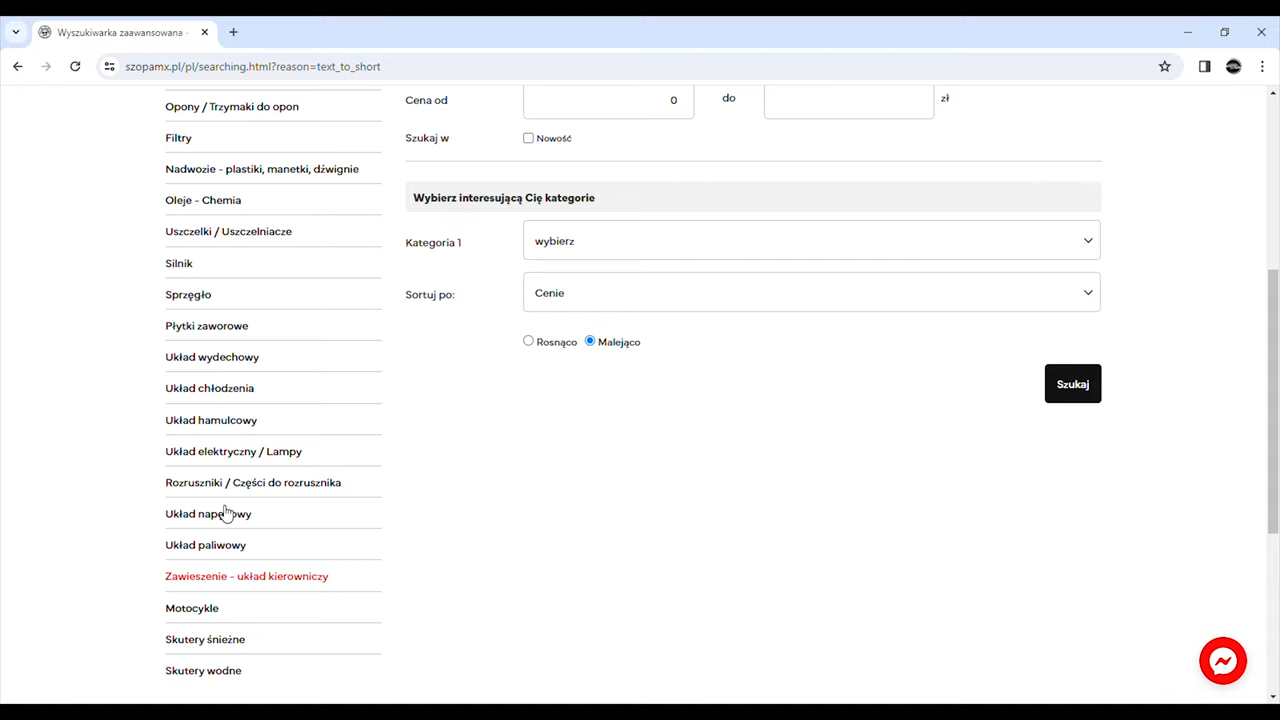 Wyszukiwarka zaawansowana -
szopamx.pl/pl/searching.html?reason=text_to_short
Opony / Trzymaki do opon
Filtry
Nadwozie - plastiki, manetki, dźwignie
Oleje - Chemia
Uszczelki / Uszczelniacze
Silnik
Sprzęgło
Płytki zaworowe
Układ wydechowy
Układ chłodzenia
Układ hamulcowy
Układ elektryczny / Lampy
Rozruszniki / Części do rozrusznika
Układ napędowy
Układ paliwowy
Zawieszenie - układ kierowniczy
Motocykle
Skutery śnieżne
Skutery wodne
Cena od 0 do zł
Szukaj w Nowość
Wybierz interesującą Cię kategorie
Kategoria 1 wybierz
Sortuj po: Cenie
Rosnąco Malejąco
Szukaj